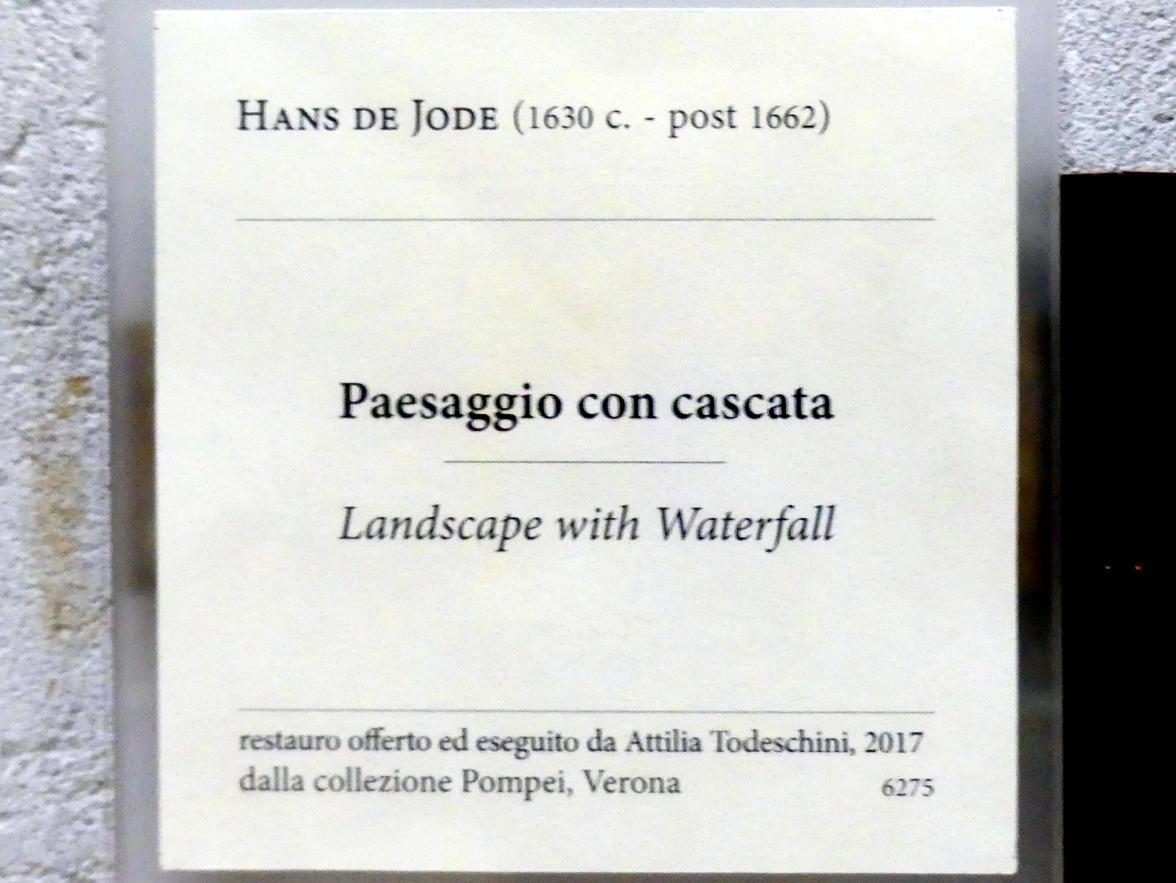 Hans de Jode (1630 c. - post 1662)
Paesaggio con cascata
Landscape with Waterfall
restauro offerto ed eseguito da Attilia Todeschini, 2017
dalla collezione Pompei, Verona 6275